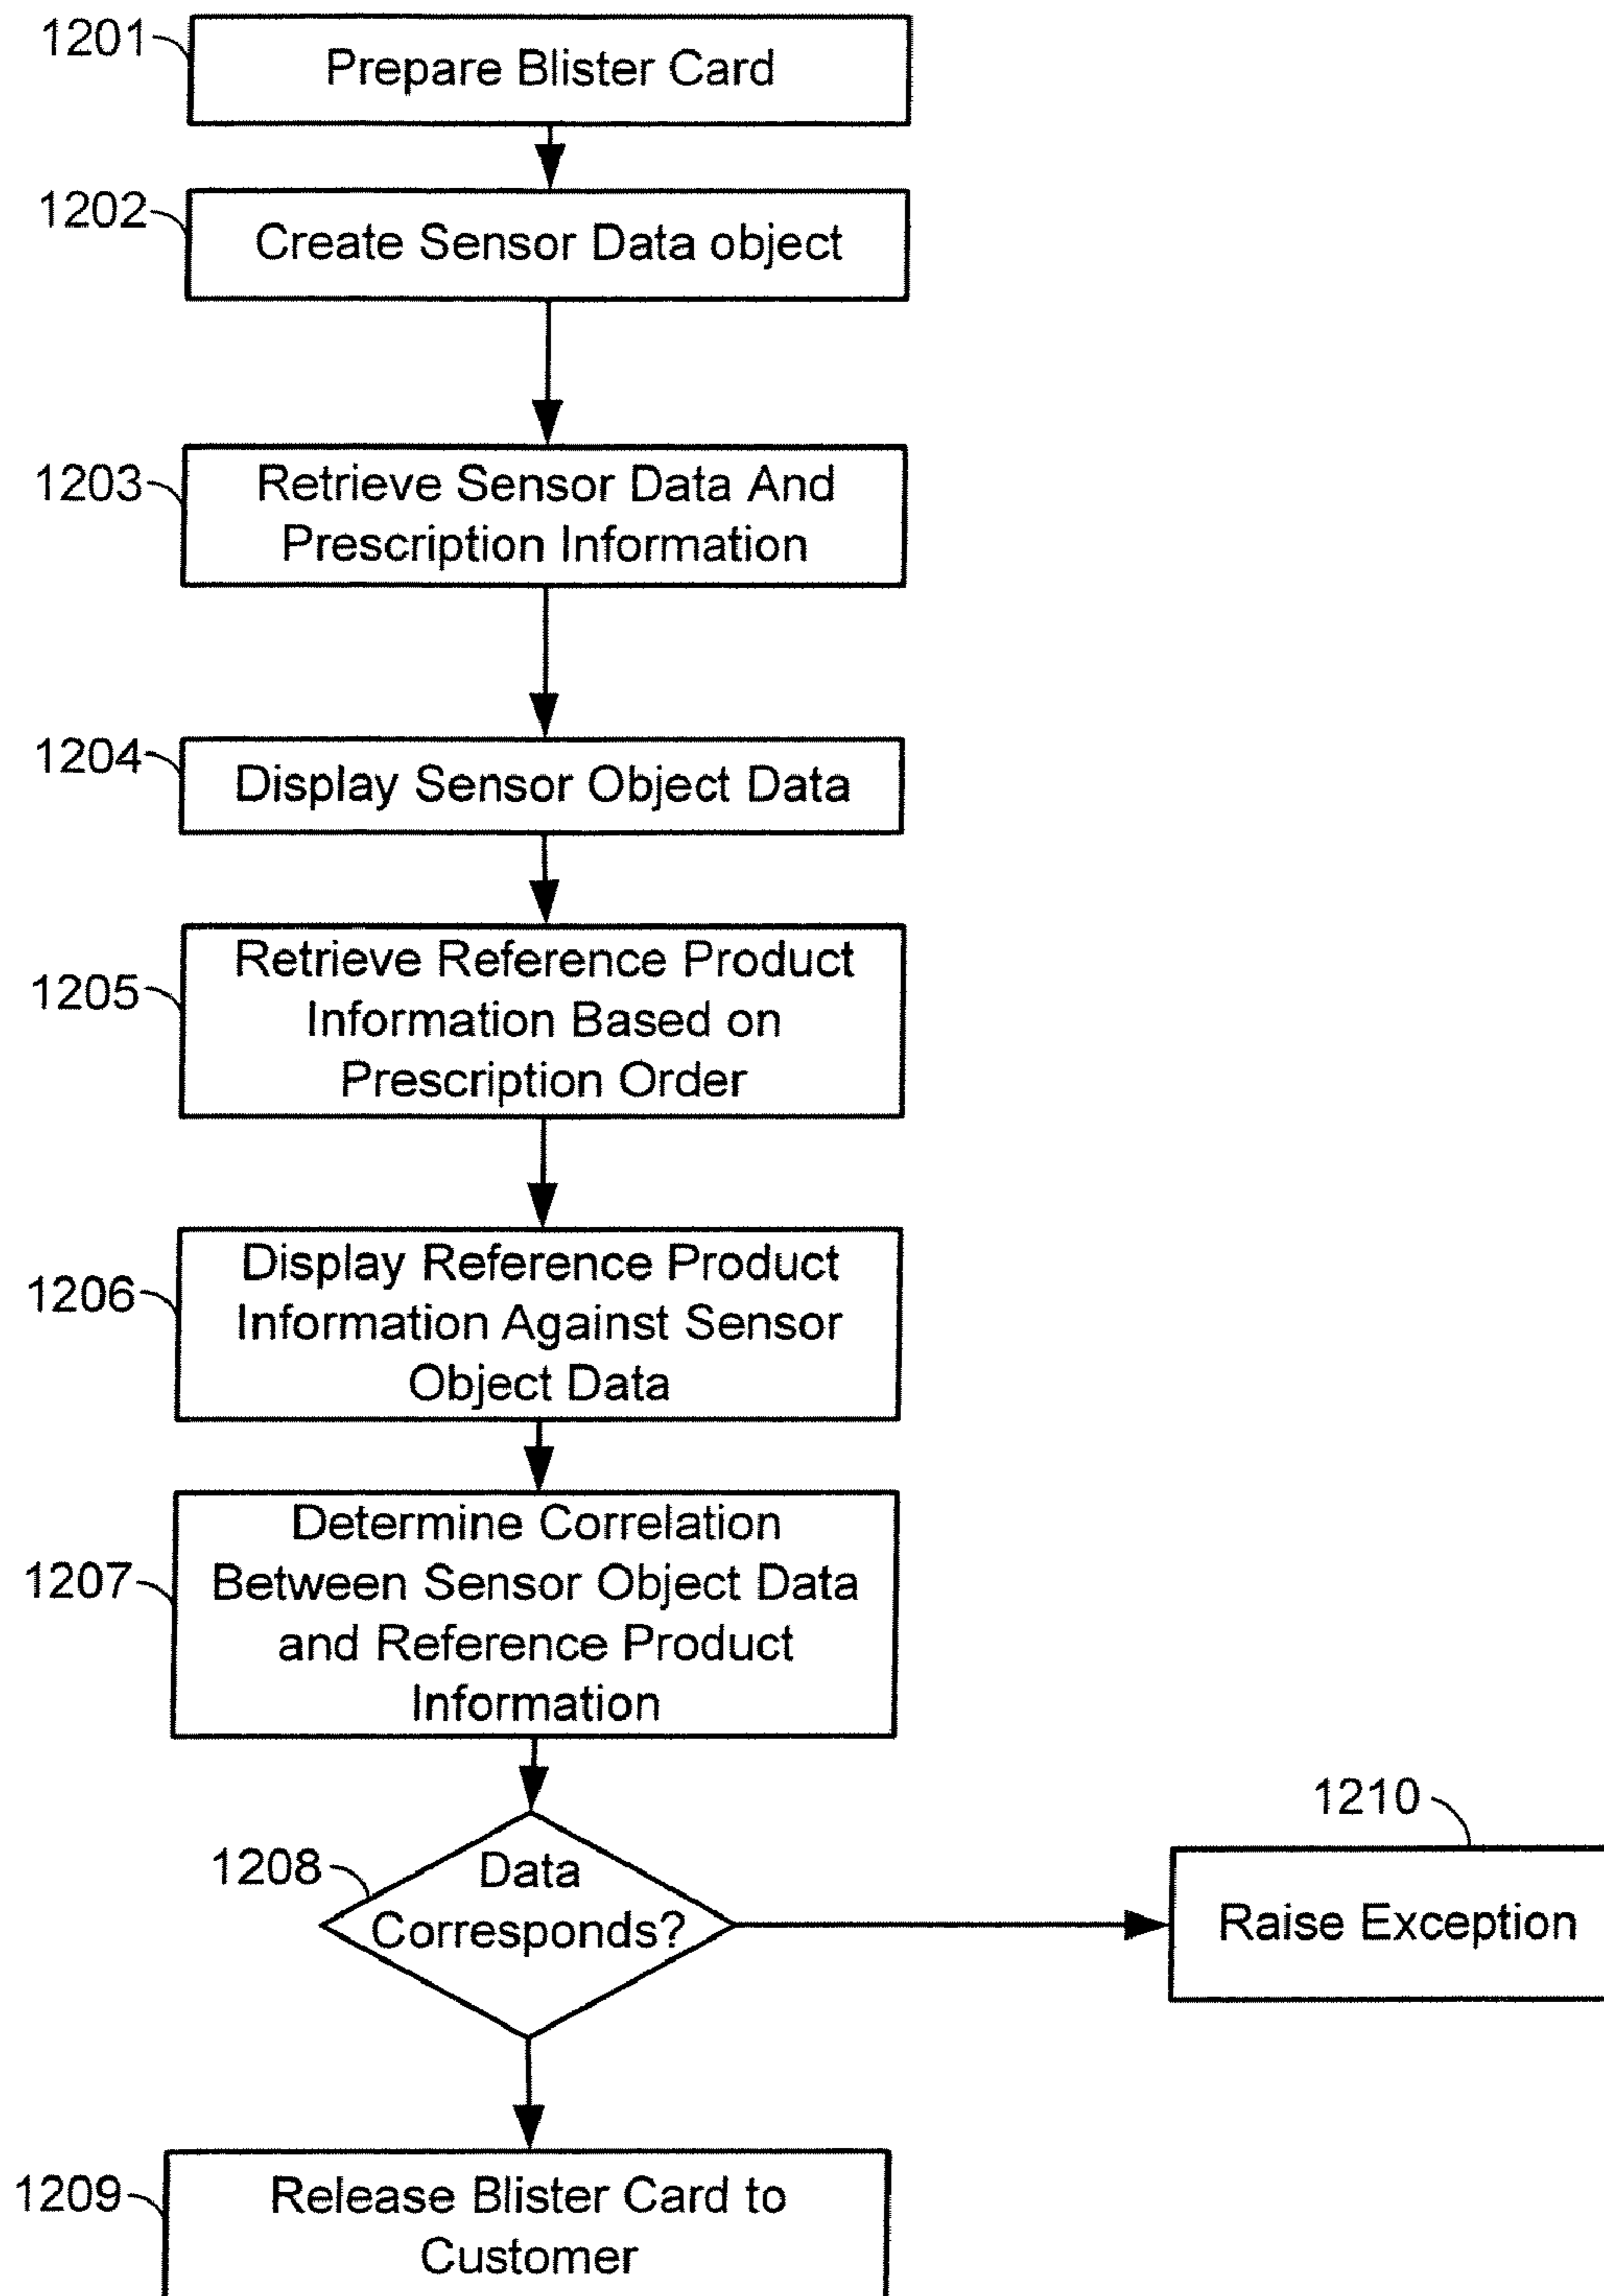 1201
Prepare Blister Card
1202
Create Sensor Data object
1203
Retrieve Sensor Data And
Prescription Information
1204
Display Sensor Object Data
1205
Retrieve Reference Product
Information Based on
Prescription Order
1206
Display Reference Product
Information Against Sensor
Object Data
1207
Determine Correlation
Between Sensor Object Data
and Reference Product
Information
1208
Data
Corresponds?
1210
Raise Exception
1209
Release Blister Card to
Customer